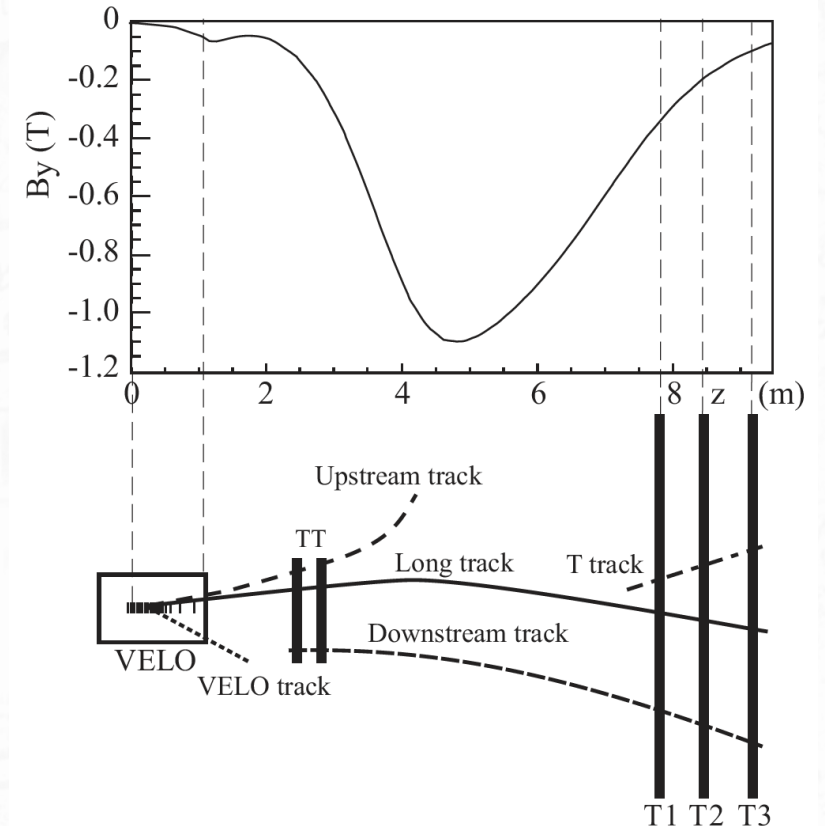 By (T)
0
-0.2
-0.4
-0.6
-0.8
-1.0
-1.2
0 2 4 6 8 z (m)
Upstream track
TT
Long track
T track
Downstream track
VELO
VELO track
T1 T2 T3